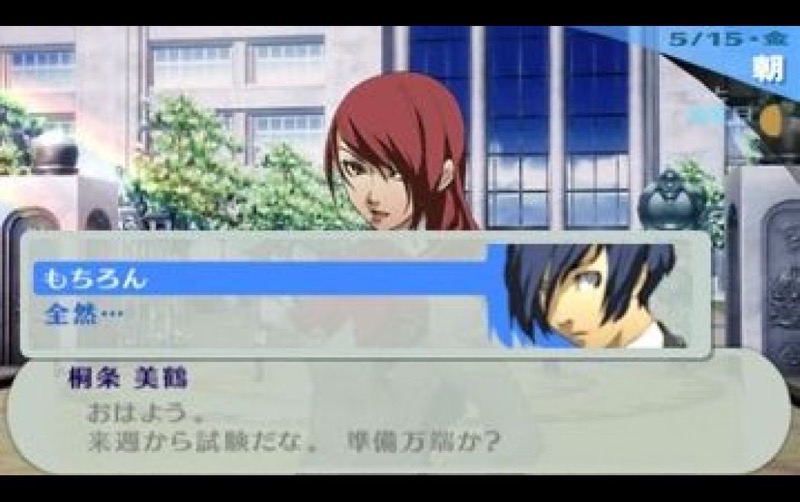 5/15・金
朝
もちろん
全然…
桐条 美鶴
おはよう。
来週から試験だな。 準備万端か?